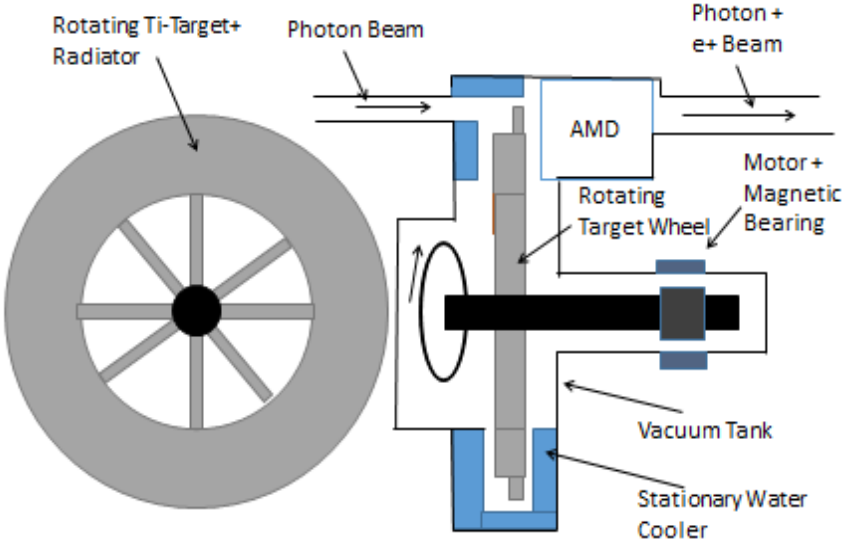 Rotating Ti-Target+
Radiator
Photon Beam
Photon +
e+ Beam
AMD
Motor +
Magnetic
Bearing
Rotating
Target Wheel
Vacuum Tank
Stationary Water
Cooler